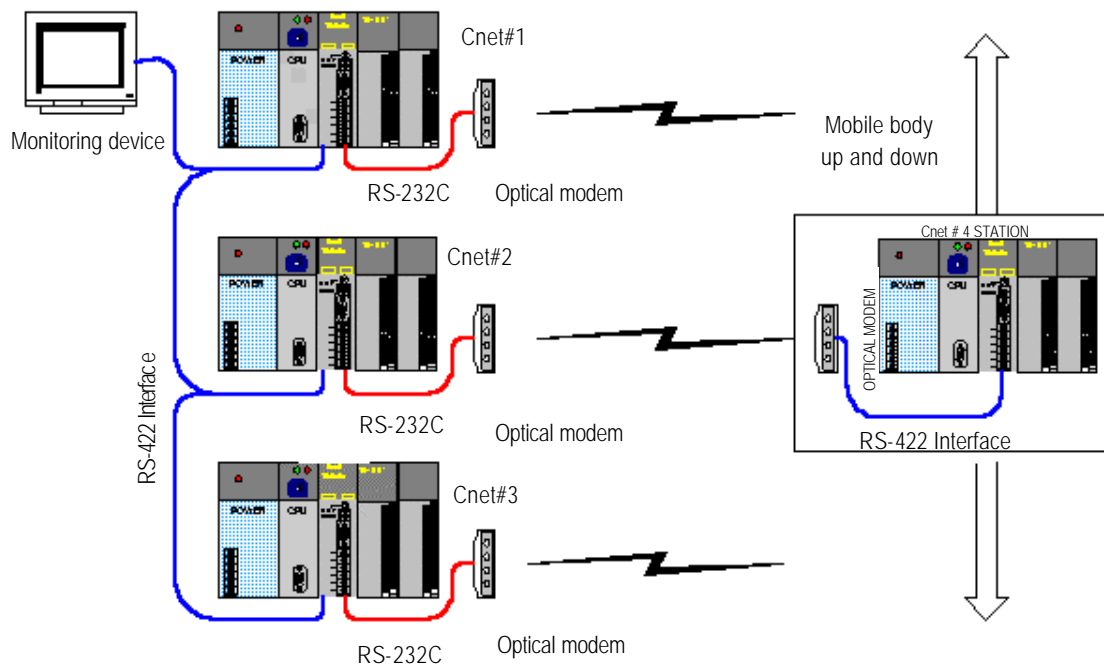 Cnet#1
POWER
CPU
Monitoring device
RS-232C
Optical modem
Mobile body
up and down
Cnet#2
POWER
CPU
RS-232C
Optical modem
RS-422 Interface
Cnet # 4 STATION
POWER
CPU
OPTICAL MODEM
RS-422 Interface
Cnet#3
POWER
CPU
RS-232C
Optical modem